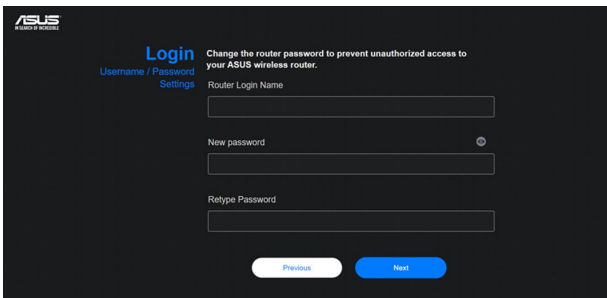 ASUS
IN SEARCH OF INCREDIBLE
Login
Username / Password
Settings
Change the router password to prevent unauthorized access to
your ASUS wireless router.
Router Login Name
New password
Retype Password
Previous
Next